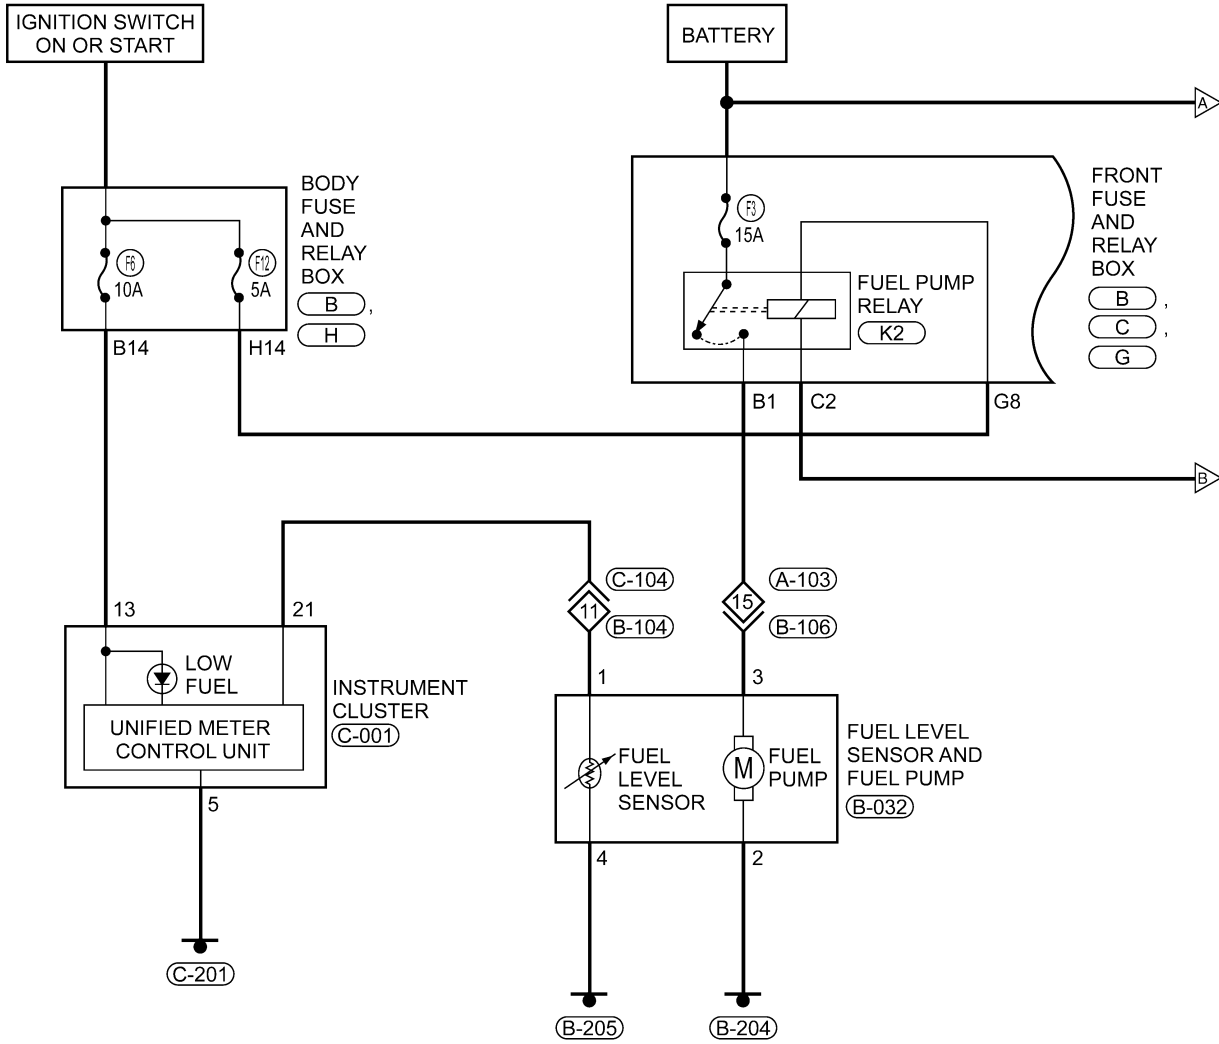 IGNITION SWITCH
ON OR START
BATTERY
A
BODY
FUSE
AND
RELAY
BOX
B ,
H
F6
10A
F12
5A
B14
H14
F3
15A
FUEL PUMP
RELAY
K2
FRONT
FUSE
AND
RELAY
BOX
B ,
C ,
G
B1
C2
G8
B
C-104
11
B-104
A-103
15
B-106
13
21
LOW
FUEL
UNIFIED METER
CONTROL UNIT
INSTRUMENT
CLUSTER
C-001
5
C-201
1
3
FUEL
LEVEL
SENSOR
M
FUEL
PUMP
FUEL LEVEL
SENSOR AND
FUEL PUMP
B-032
4
2
B-205
B-204